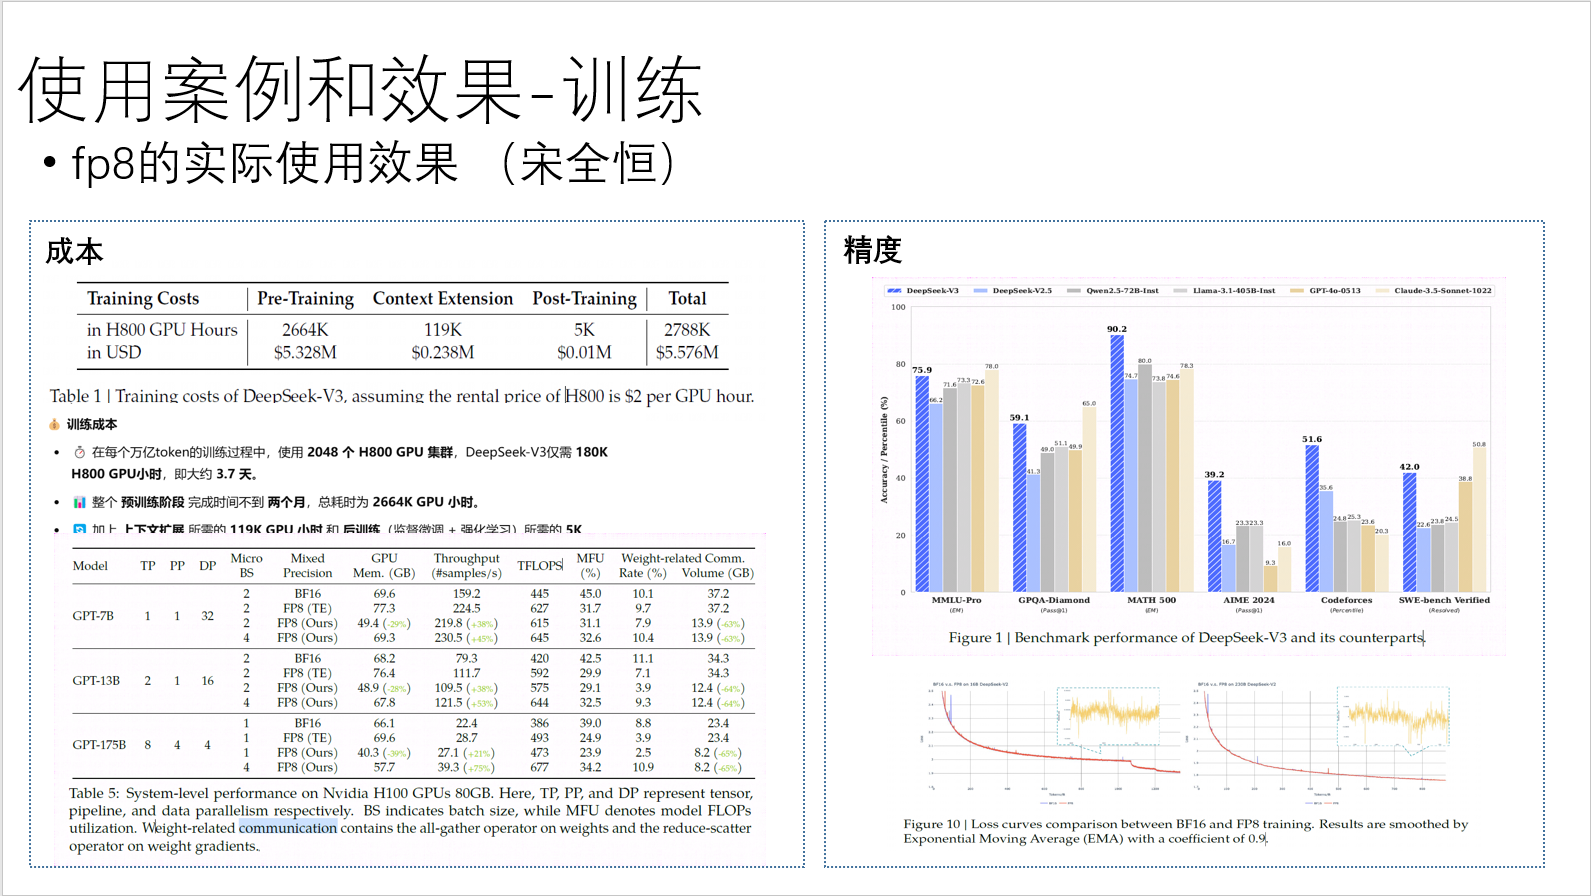 使用案例和效果-训练
• fp8的实际使用效果 （宋全恒）
成本
Training Costs Pre-Training Context Extension Post-Training Total
in H800 GPU Hours 2664K 119K 5K 2788K
in USD $5.328M $0.238M $0.01M $5.576M
Table 1 | Training costs of DeepSeek-V3, assuming the rental price of H800 is $2 per GPU hour.
💰 训练成本
• ⏱ 在每个万亿token的训练过程中，使用 2048 个 H800 GPU 集群，DeepSeek-V3仅需 180K
H800 GPU小时，即大约 3.7 天。
• 📊 整个 预训练阶段 完成时间不到 两个月，总耗时为 2664K GPU 小时。
• 🔄 加上 上下文扩展 所需的 119K GPU 小时 和 后训练（监督微调 + 强化学习）所需的 5K
Model TP PP DP Micro BS Mixed Precision GPU Mem. (GB) Throughput (#samples/s) TFLOPS MFU (%) Weight-related Comm. Rate (%) Volume (GB)
GPT-7B 1 1 32
2 BF16 69.6 159.2 445 45.0 10.1 37.2
2 FP8 (TE) 77.3 224.5 627 31.7 9.7 37.2
2 FP8 (Ours) 49.4 (-29%) 219.8 (+38%) 615 31.1 7.9 13.9 (-63%)
4 FP8 (Ours) 69.3 230.5 (+45%) 645 32.6 10.4 13.9 (-63%)
GPT-13B 2 1 16
2 BF16 68.2 79.3 420 42.5 11.1 34.3
2 FP8 (TE) 76.4 111.7 592 29.9 7.1 34.3
2 FP8 (Ours) 48.9 (-28%) 109.5 (+38%) 575 29.1 3.9 12.4 (-64%)
4 FP8 (Ours) 67.8 121.5 (+53%) 644 32.5 9.3 12.4 (-64%)
GPT-175B 8 4 4
1 BF16 66.1 22.4 386 39.0 8.8 23.4
1 FP8 (TE) 69.6 28.7 493 24.9 3.9 23.4
1 FP8 (Ours) 40.3 (-39%) 27.1 (+21%) 473 23.9 2.5 8.2 (-65%)
4 FP8 (Ours) 57.7 39.3 (+75%) 677 34.2 10.9 8.2 (-65%)
Table 5: System-level performance on Nvidia H100 GPUs 80GB. Here, TP, PP, and DP represent tensor,
pipeline, and data parallelism respectively. BS indicates batch size, while MFU denotes model FLOPs
utilization. Weight-related communication contains the all-gather operator on weights and the reduce-scatter
operator on weight gradients.
精度
DeepSeek-V3 DeepSeek-V2.5 Qwen2.5-72B-Inst Llama-3.1-405B-Inst GPT-4o-0513 Claude-3.5-Sonnet-1022
Accuracy / Percentile (%)
100
80
60
40
20
0
75.9 66.2 71.6 73.3 72.6 78.0
59.1 41.3 49.0 51.1 49.9 65.0
90.2 74.7 80.0 73.8 74.6 78.3
39.2 16.7 23.3 23.3 9.3 16.0
51.6 35.6 24.8 25.3 23.6 20.3
42.0 22.6 23.8 24.5 38.8 50.8
MMLU-Pro GPQA-Diamond MATH 500 AIME 2024 Codeforces SWE-bench Verified
(EM) (Pass@1) (EM) (Pass@1) (Percentile) (Resolved)
Figure 1 | Benchmark performance of DeepSeek-V3 and its counterparts.
BF16 v.s. FP8 on 16B DeepSeek-V2
BF16 v.s. FP8 on 230B DeepSeek-V2
Figure 10 | Loss curves comparison between BF16 and FP8 training. Results are smoothed by
Exponential Moving Average (EMA) with a coefficient of 0.9.